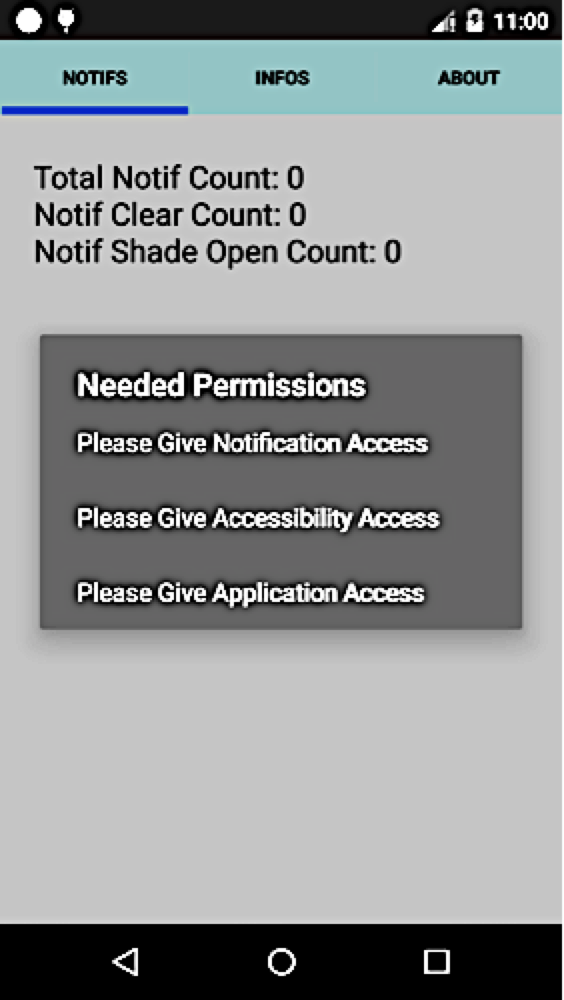 11:00
NOTIFS INFOS ABOUT
Total Notif Count: 0
Notif Clear Count: 0
Notif Shade Open Count: 0
Needed Permissions
Please Give Notification Access
Please Give Accessibility Access
Please Give Application Access